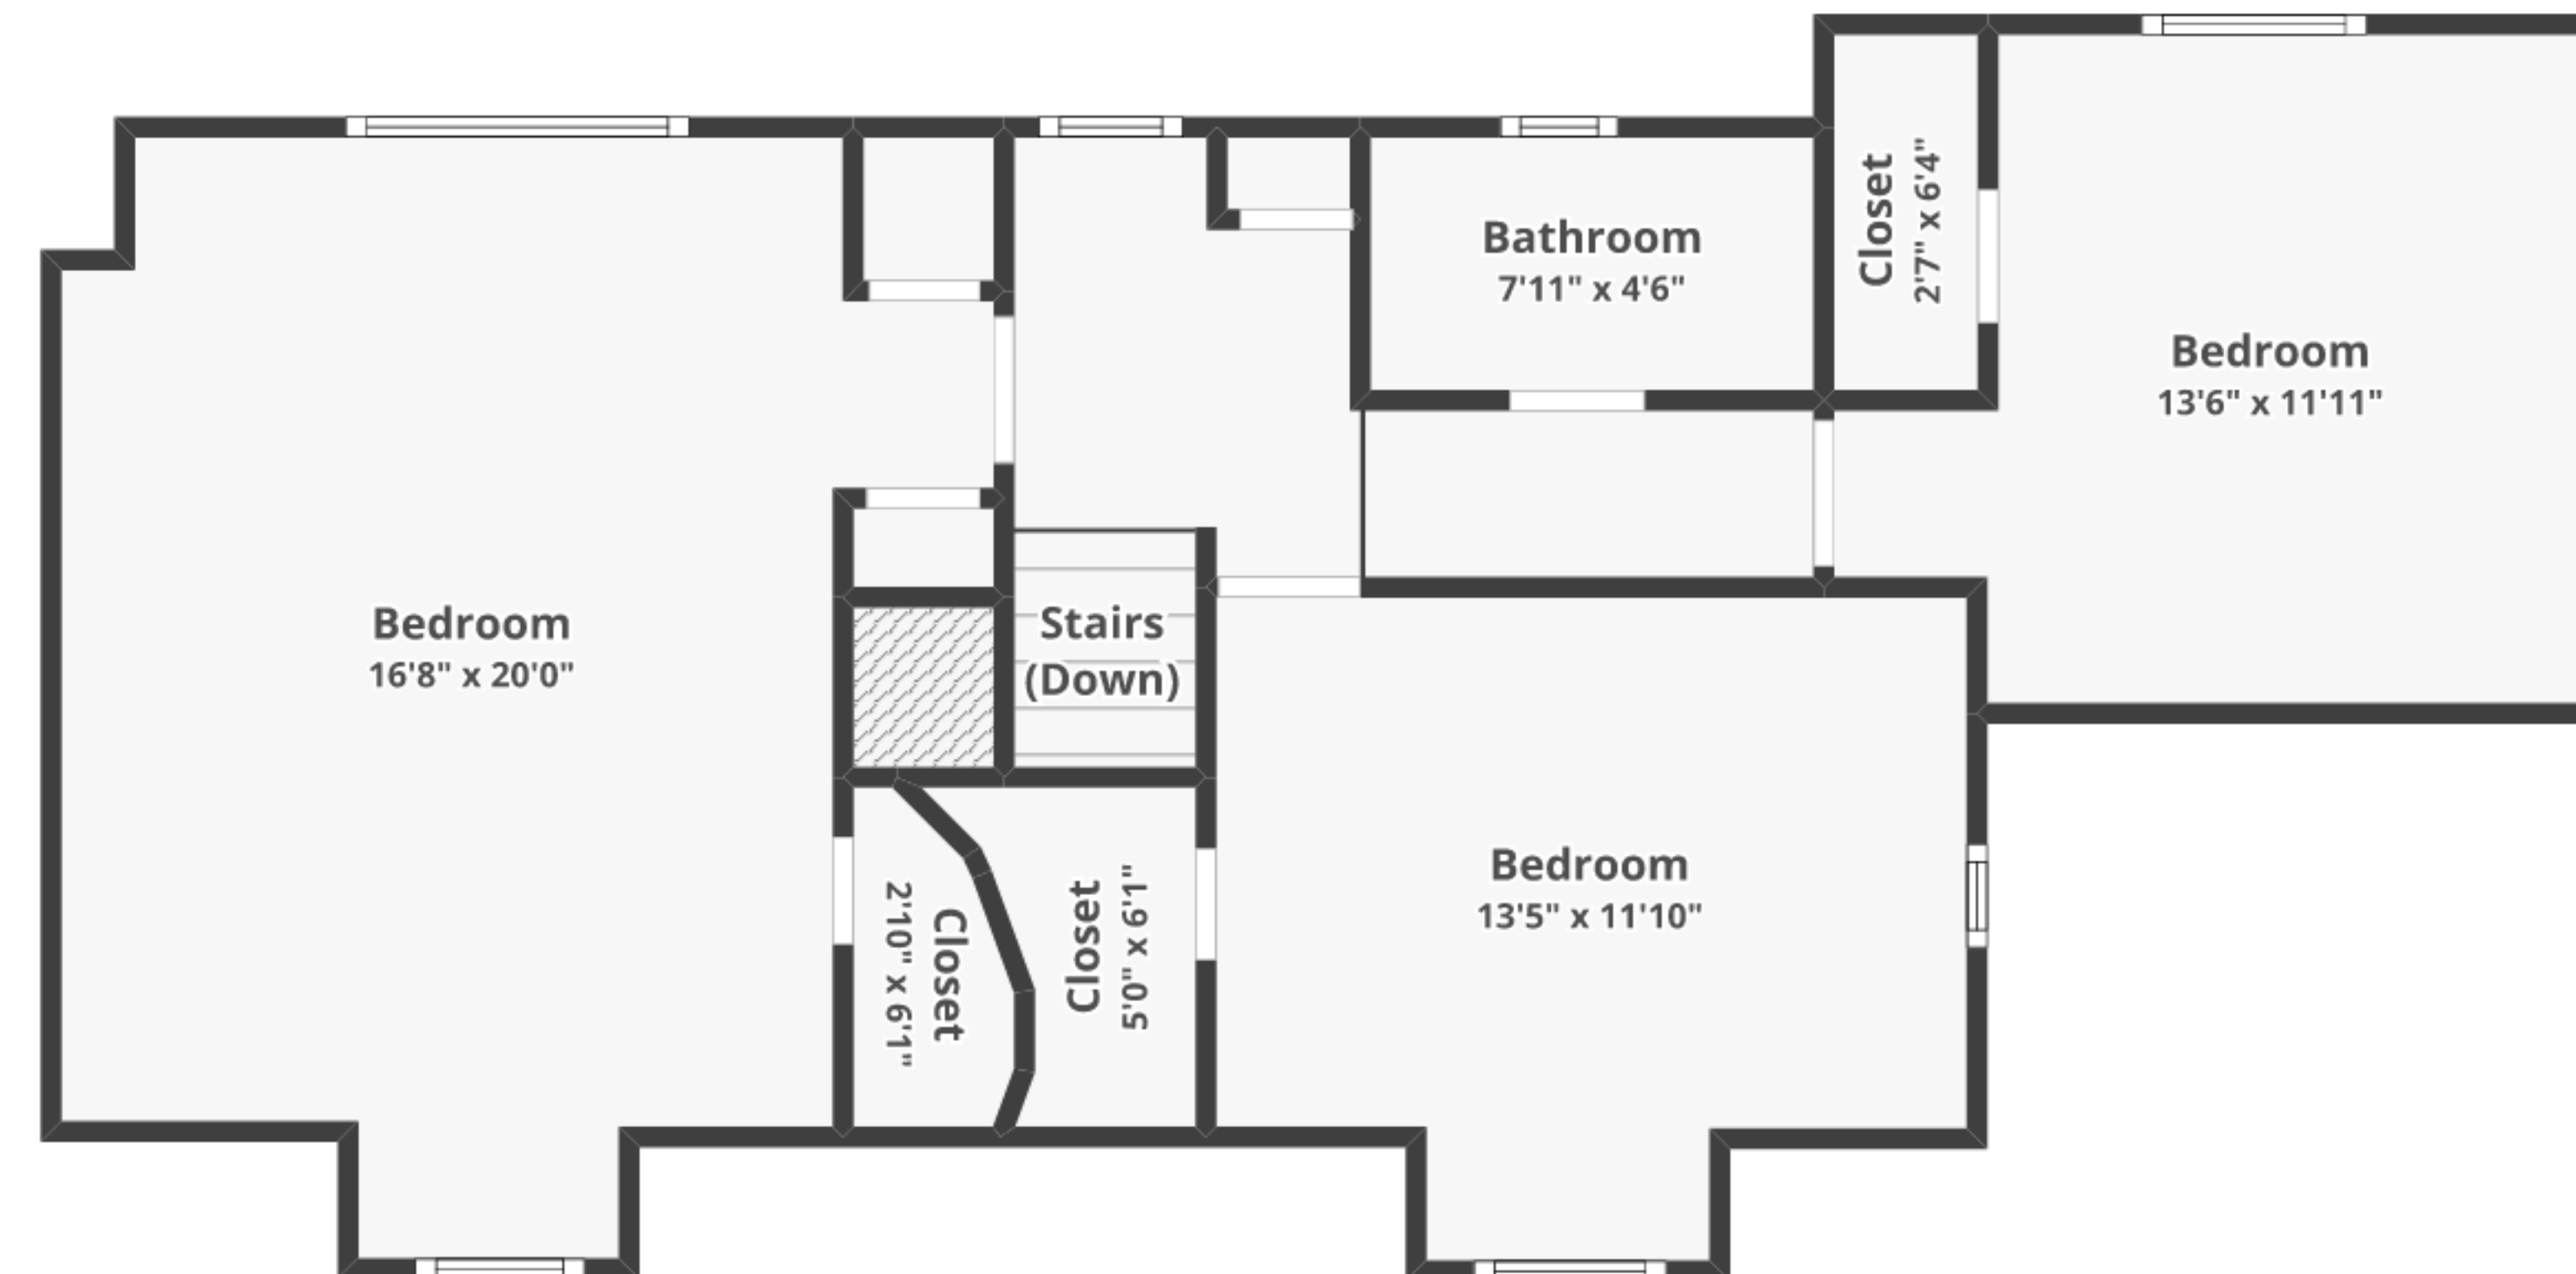 Bedroom
16'8" x 20'0"
Bathroom
7'11" x 4'6"
Closet
2'7" x 6'4"
Bedroom
13'6" x 11'11"
Stairs
(Down)
Closet
2'10" x 6'1"
Closet
5'0" x 6'1"
Bedroom
13'5" x 11'10"